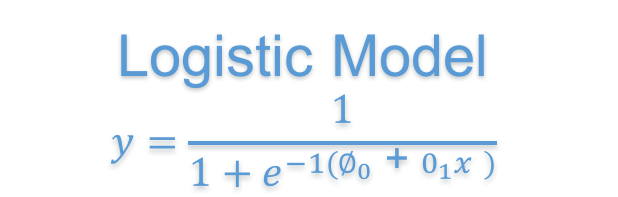 Logistic Model
y = 1 / 1 + e^{−1(∅₀ + 0₁x )}